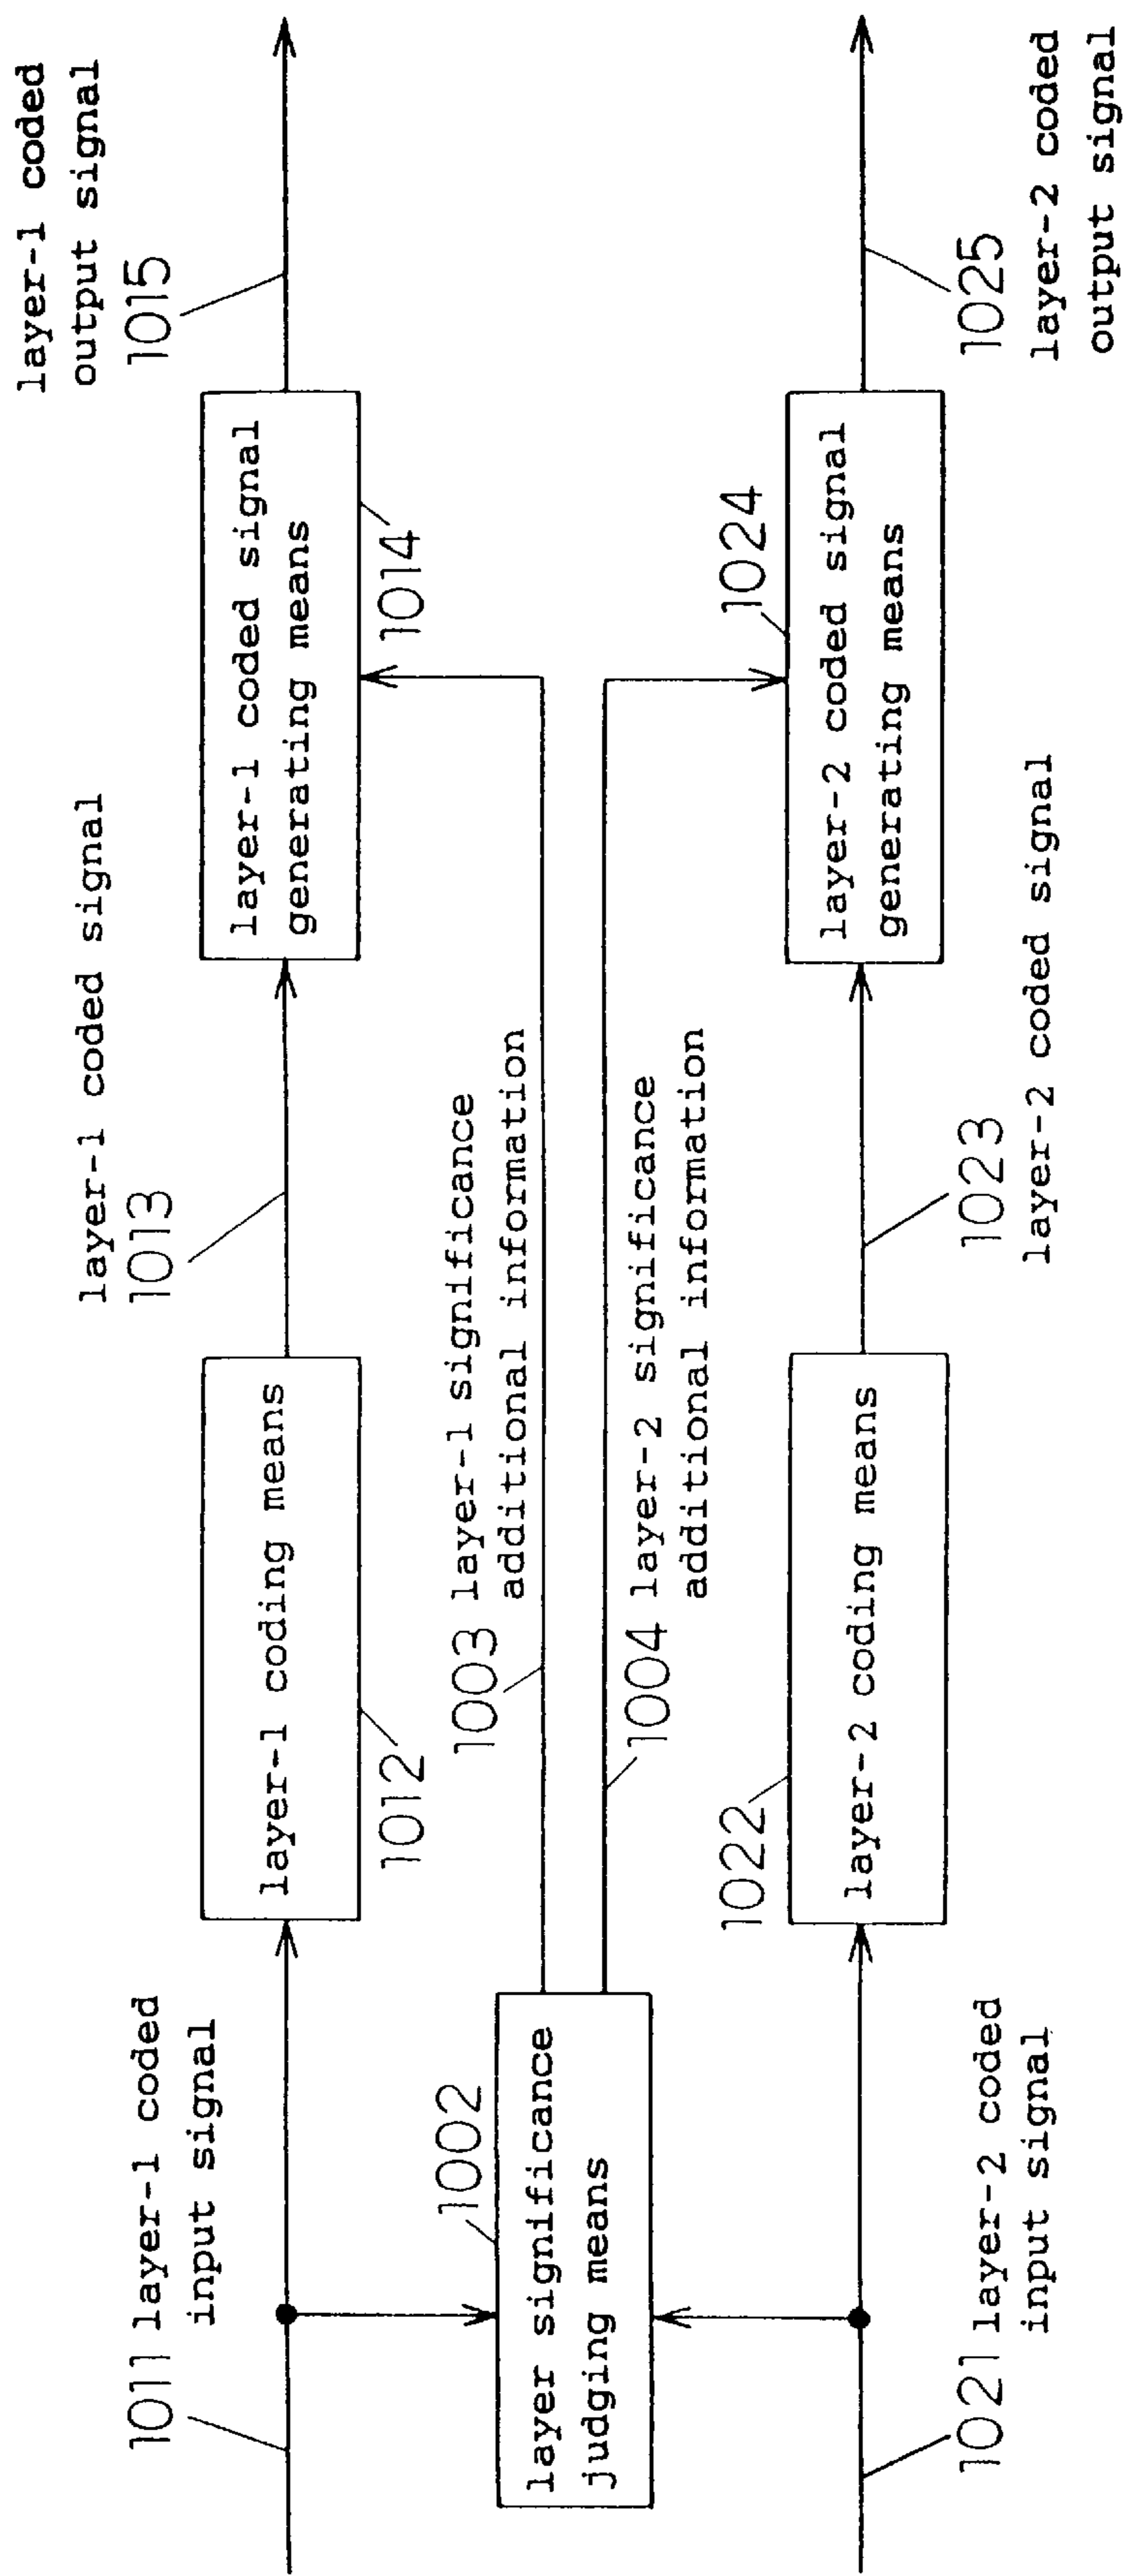 1011 layer-1 coded
input signal
layer-1 coding means
1012
layer-1 coded signal
1013
layer-1 coded signal
generating means
1014
layer-1 coded
output signal
1015
1002
layer significance
judging means
1003 layer-1 significance
additional information
1004 layer-2 significance
additional information
1021 layer-2 coded
input signal
1022
layer-2 coding means
1023
layer-2 coded signal
1024
layer-2 coded signal
generating means
1025
layer-2 coded
output signal